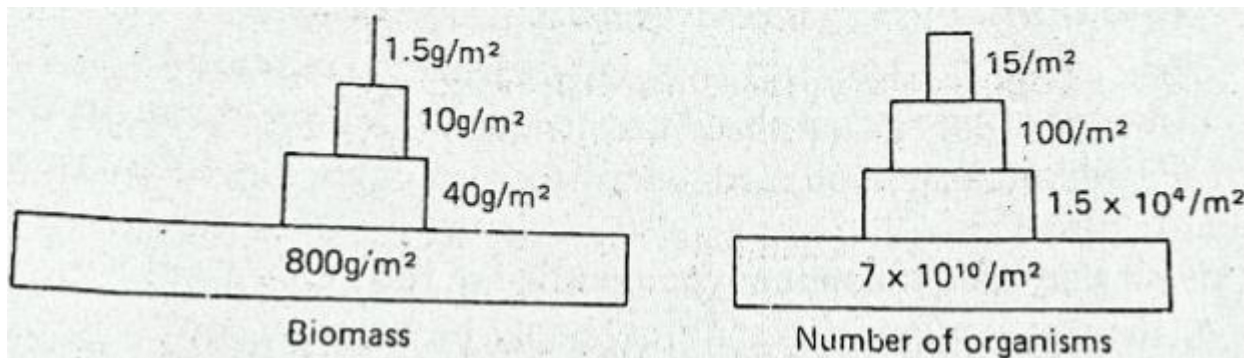 1.5g/m²
10g/m²
40g/m²
800g/m²
Biomass
15/m²
100/m²
1.5 x 10⁴/m²
7 x 10¹⁰/m²
Number of organisms